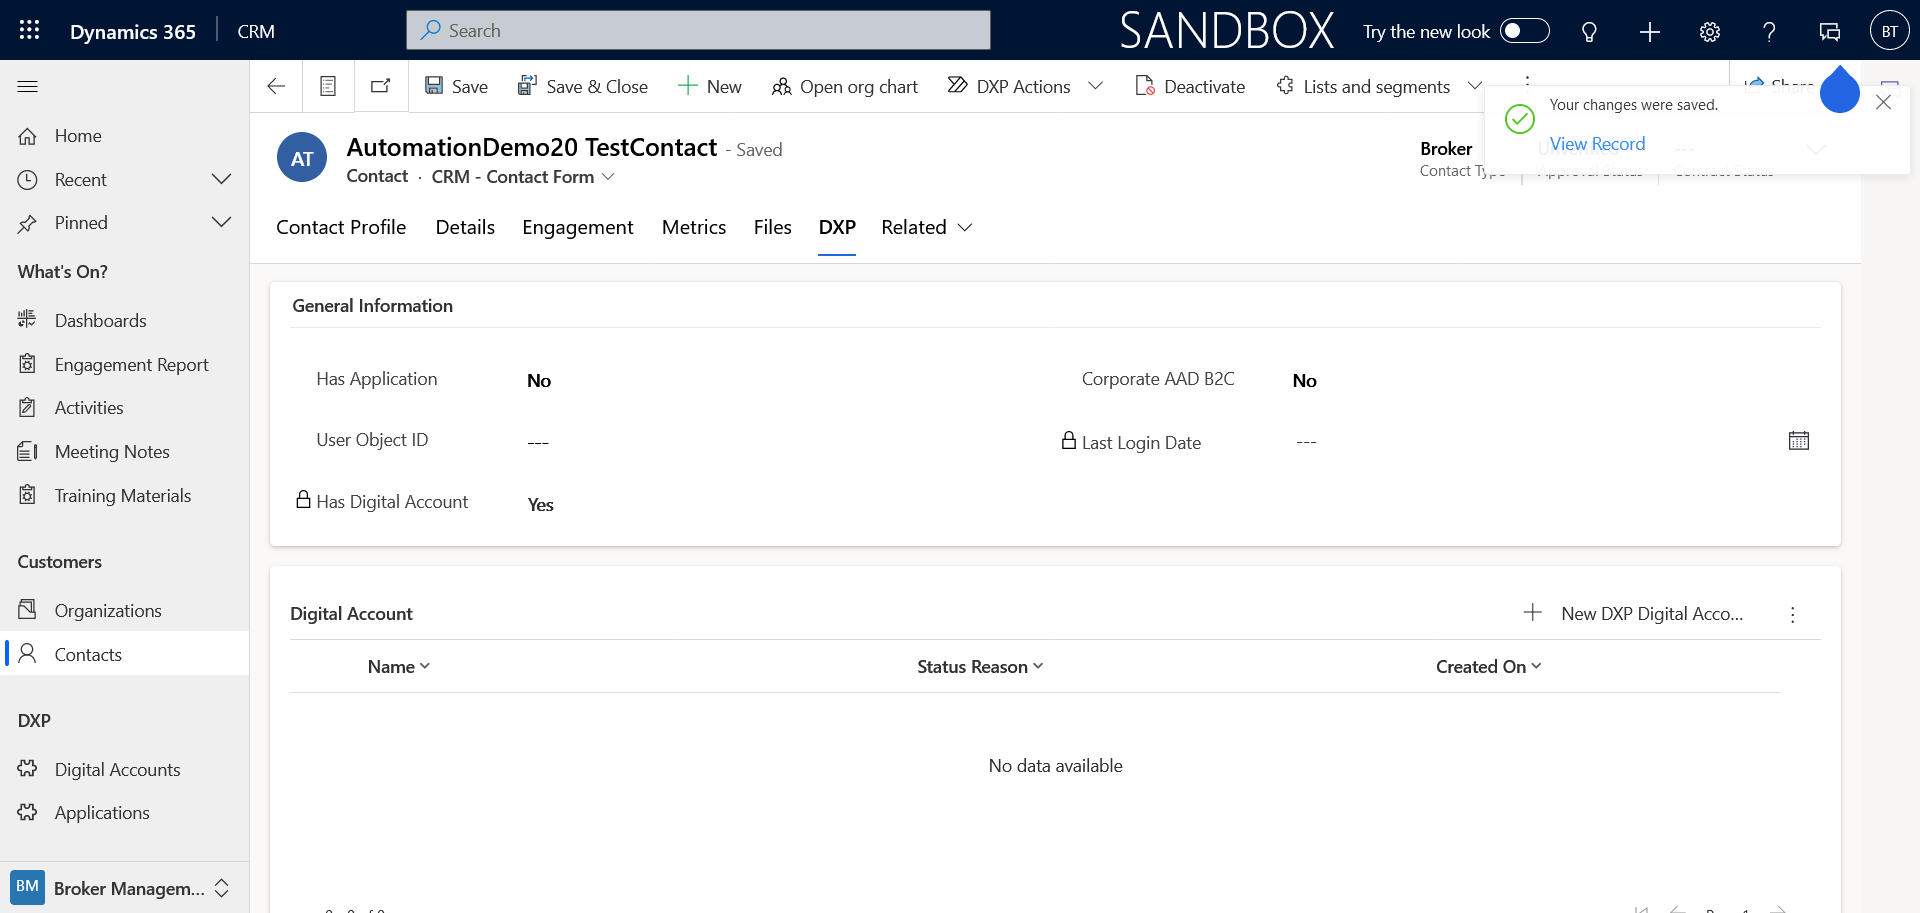 Dynamics 365
CRM
Search
SANDBOX
Try the new look
BT
Save
Save & Close
New
Open org chart
DXP Actions
Deactivate
Lists and segments
Share
Your changes were saved.
View Record
AT
AutomationDemo20 TestContact - Saved
Contact · CRM - Contact Form
Broker
Contact Type
Approval Status
Contract Status
Contact Profile
Details
Engagement
Metrics
Files
DXP
Related
Home
Recent
Pinned
What's On?
Dashboards
Engagement Report
Activities
Meeting Notes
Training Materials
Customers
Organizations
Contacts
DXP
Digital Accounts
Applications
BM
Broker Managem...
General Information
Has Application
No
Corporate AAD B2C
No
User Object ID
---
Last Login Date
---
Has Digital Account
Yes
Digital Account
New DXP Digital Acco...
Name
Status Reason
Created On
No data available